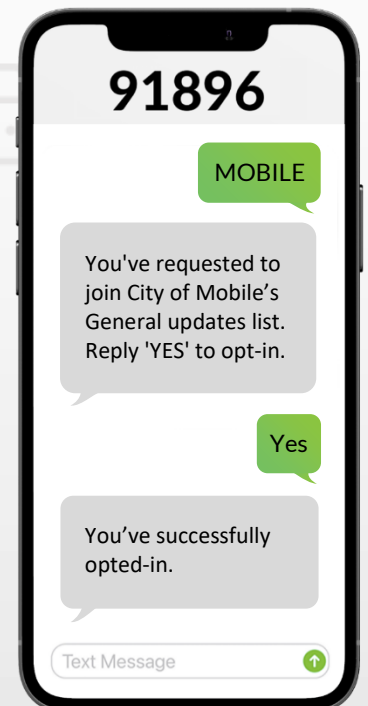 91896
MOBILE
You've requested to
join City of Mobile’s
General updates list.
Reply 'YES' to opt-in.
Yes
You’ve successfully
opted-in.
Text Message